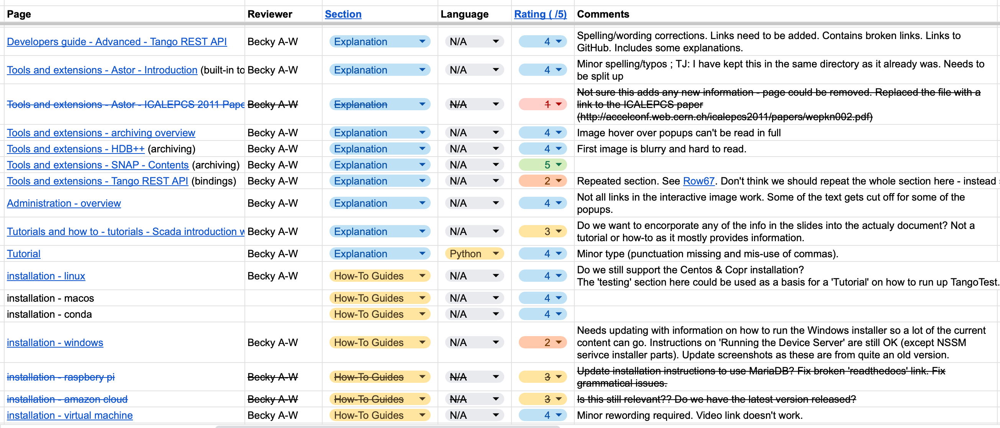 Page Reviewer Section Language Rating ( /5) Comments
Developers guide - Advanced - Tango REST API Becky A-W Explanation N/A 4 Spelling/wording corrections. Links need to be added. Contains broken links. Links to
GitHub. Includes some explanations.
Tools and extensions - Astor - Introduction (built-in to Becky A-W Explanation N/A 4 Minor spelling/typos ; TJ: I have kept this in the same directory as it already was. Needs to
be split up
Tools and extensions - Astor - ICALEPCS 2011 Pape Becky A-W Explanation N/A 1 Not sure this adds any new information - page could be removed. Replaced the file with a
link to the ICALEPCS paper
(http://accelconf.web.cern.ch/icalepcs2011/papers/wepkn002.pdf)
Tools and extensions - archiving overview Becky A-W Explanation N/A 4 Image hover over popups can't be read in full
Tools and extensions - HDB++ (archiving) Becky A-W Explanation N/A 4 First image is blurry and hard to read.
Tools and extensions - SNAP - Contents (archiving) Becky A-W Explanation N/A 5
Tools and extensions - Tango REST API (bindings) Becky A-W Explanation N/A 2 Repeated section. See Row67. Don't think we should repeat the whole section here - instead
Administration - overview Becky A-W Explanation N/A 4 Not all links in the interactive image work. Some of the text gets cut off for some of the
popups.
Tutorials and how to - tutorials - Scada introduction w Becky A-W Explanation N/A 3 Do we want to encorporate any of the info in the slides into the actualy document? Not a
tutorial or how-to as it mostly provides information.
Tutorial Becky A-W Explanation Python 4 Minor type (punctuation missing and mis-use of commas).
installation - linux Becky A-W How-To Guides N/A 4 Do we still support the Centos & Copr installation?
The 'testing' section here could be used as a basis for a 'Tutorial' on how to run up TangoTest.
installation - macos How-To Guides N/A 4
installation - conda How-To Guides N/A 4
installation - windows Becky A-W How-To Guides N/A 2 Needs updating with information on how to run the Windows installer so a lot of the current
content can go. Instructions on 'Running the Device Server' are still OK (except NSSM
serivce installer parts). Update screenshots as these are from quite an old version.
installation - raspbery pi Becky A-W How-To Guides N/A 3 Update installation instructions to use MariaDB? Fix broken 'readthedocs' link. Fix
grammatical issues.
installation - amazon cloud Becky A-W How-To Guides N/A 3 Is this still relevant?? Do we have the latest version released?
installation - virtual machine Becky A-W How-To Guides N/A 4 Minor rewording required. Video link doesn't work.